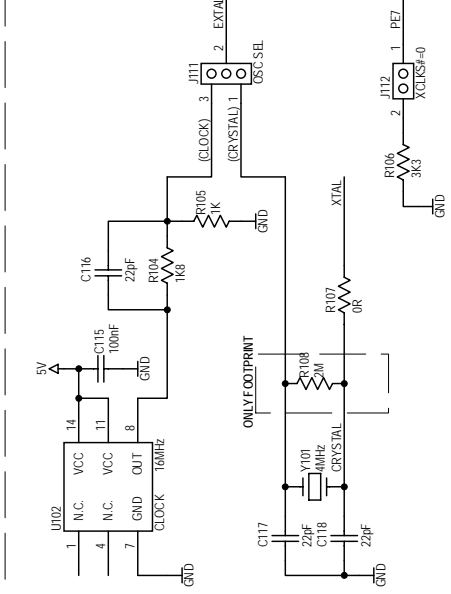 EXTAL
2
J111
OSC SEL
3
(CLOCK)
(CRYSTAL) 1
PE7
1
J112
XCLKS#=0
2
R106
3K3
GND
C116
22pF
R104
1K8
R105
1K
GND
XTAL
R107
0R
5V
C115
100nF
GND
ONLY FOOTPRINT
R108
2M
U102
14
11
8
VCC
VCC
OUT
N.C.
N.C.
GND
16MHz
CLOCK
1
4
7
GND
Y101
4MHz
CRYSTAL
C117
22pF
C118
22pF
GND